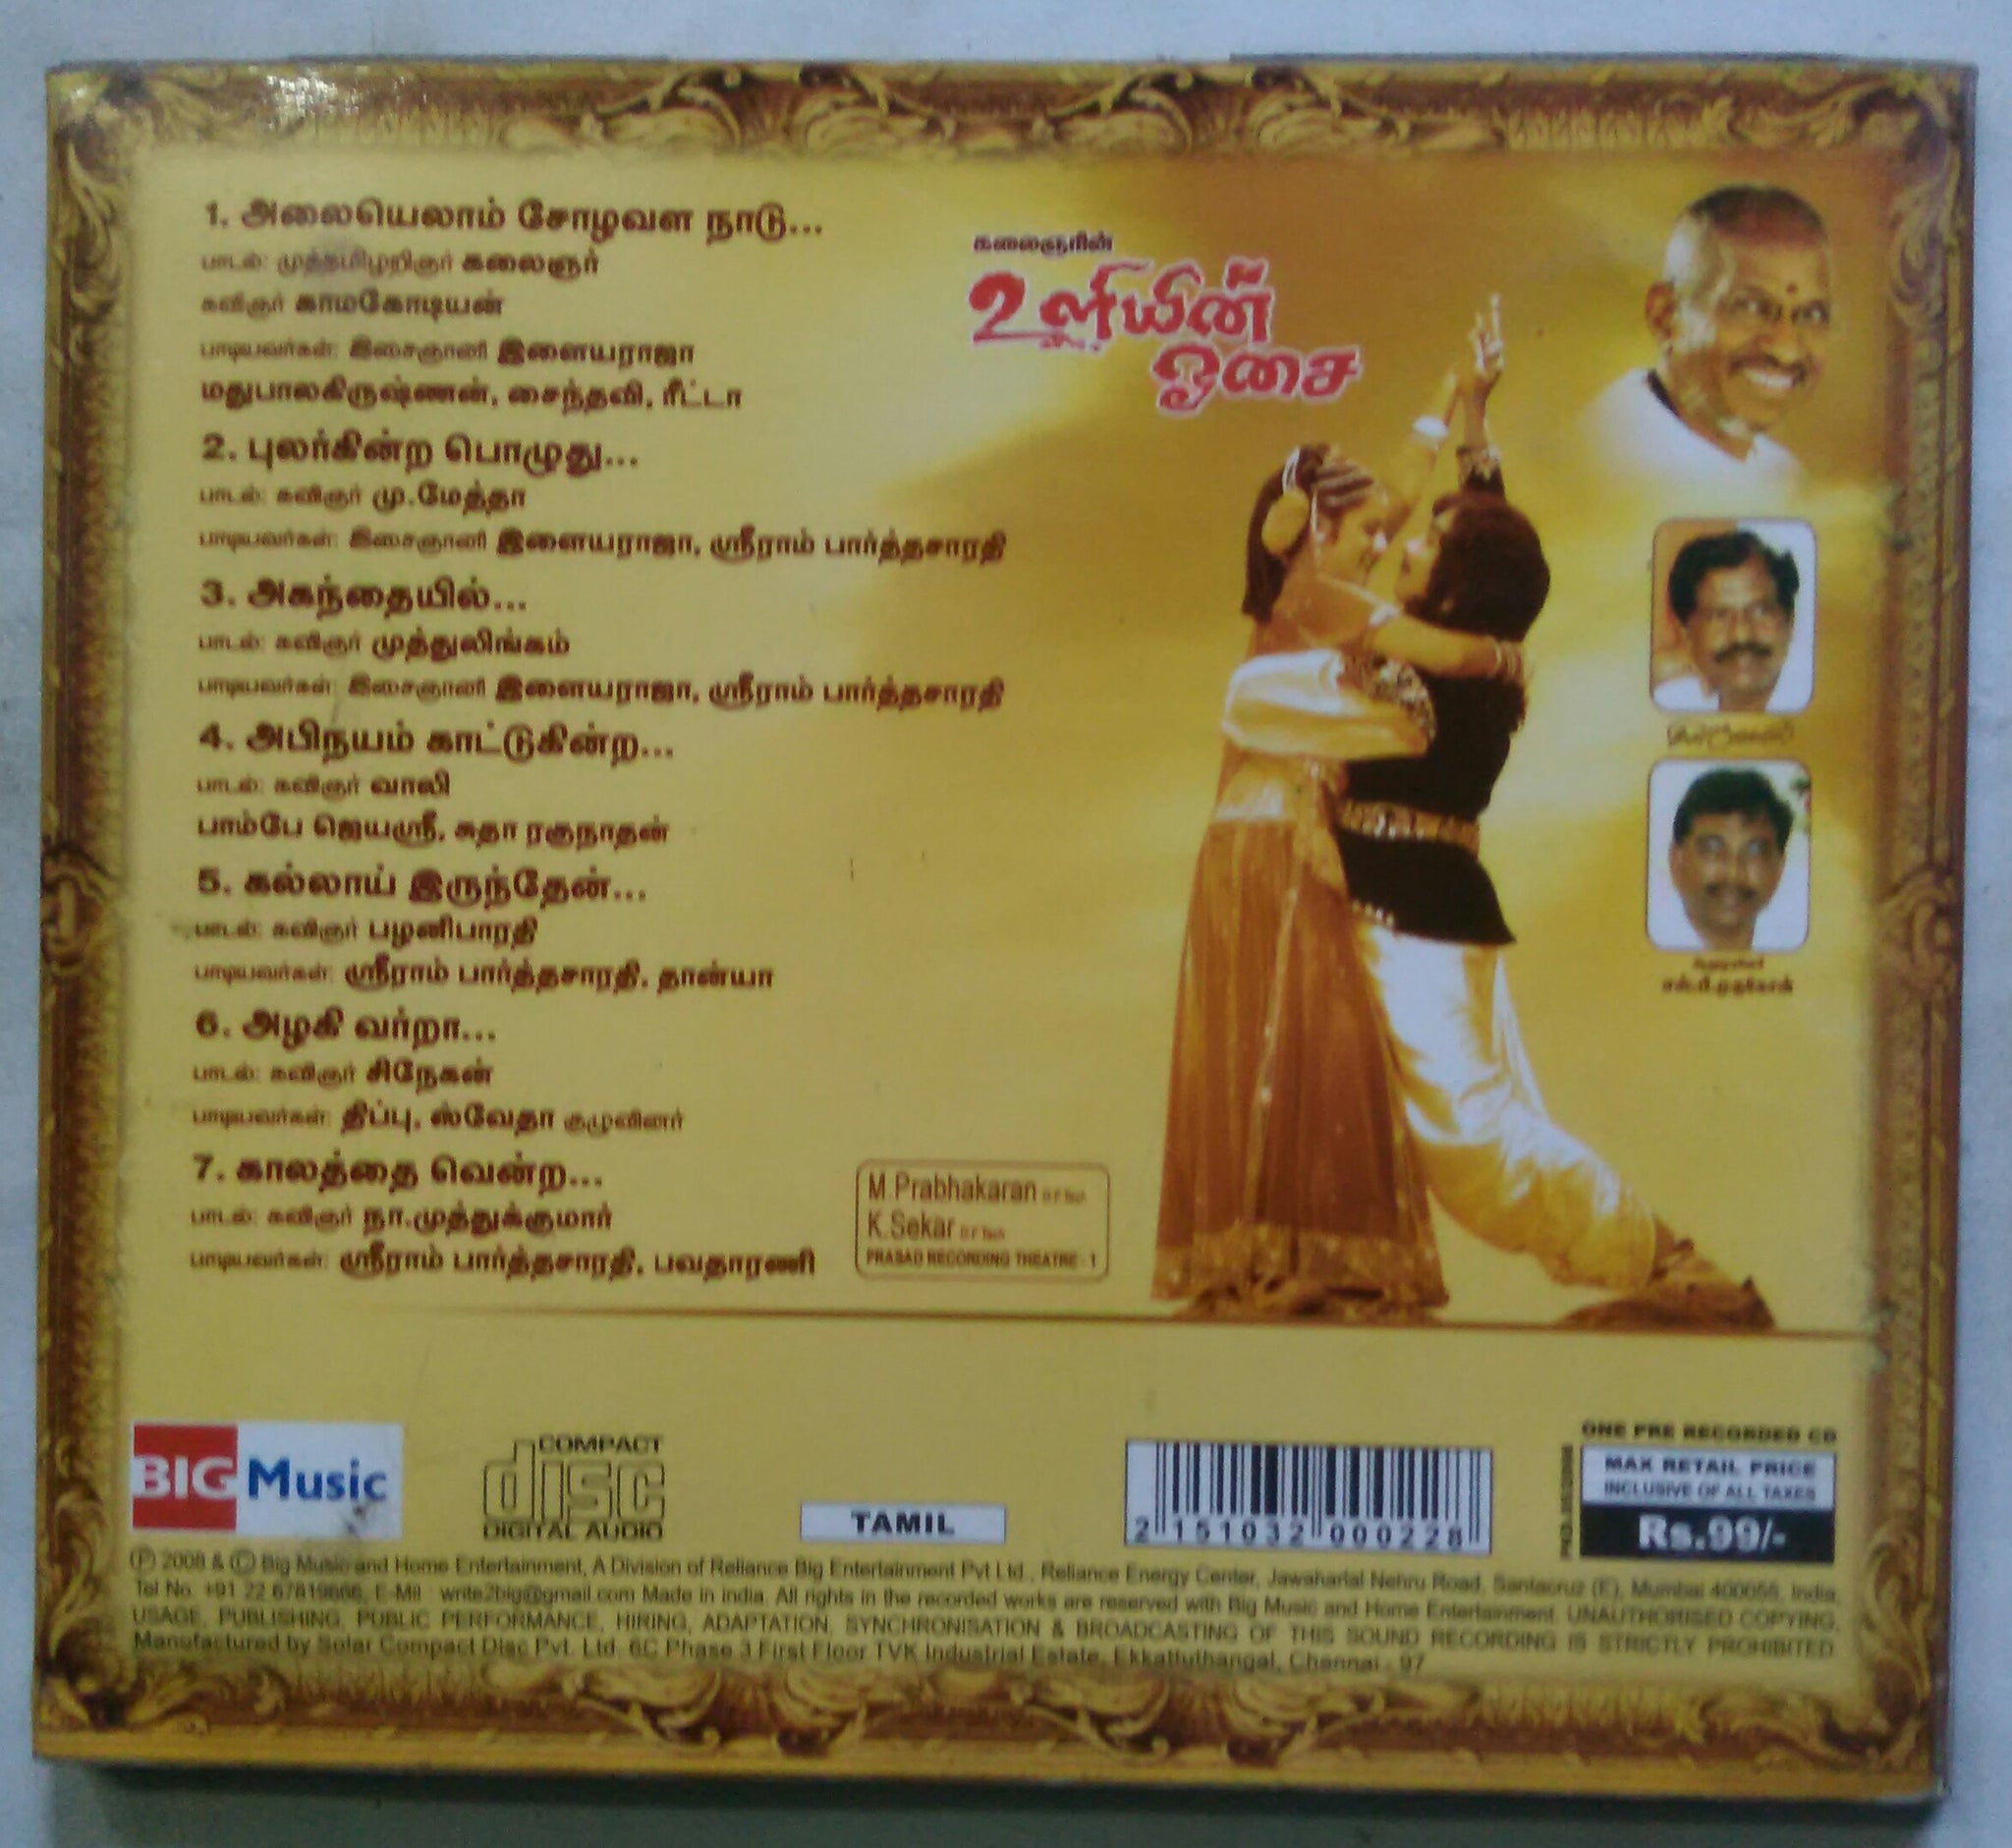 1. அலையெலாம் சோழவள நாடு...
பாடல்: முத்தமிழறிஞர் கலைஞர்
கவிஞர் காமகோடியன்
பாடியவர்கள்: இசைஞானி இளையராஜா
மதுபாலகிருஷ்ணன், சைந்தவி, ரீட்டா
2. புலர்கின்ற பொழுது...
பாடல்: கவிஞர் மு.மேத்தா
பாடியவர்கள்: இசைஞானி இளையராஜா, ஸ்ரீராம் பார்த்தசாரதி
3. அகந்தையில்...
பாடல்: கவிஞர் முத்துலிங்கம்
பாடியவர்கள்: இசைஞானி இளையராஜா, ஸ்ரீராம் பார்த்தசாரதி
4. அபிநயம் காட்டுகின்ற...
பாடல்: கவிஞர் வாலி
பாம்பே ஜெயஸ்ரீ, சுதா ரகுநாதன்
5. கல்லாய் இருந்தேன்...
பாடல்: கவிஞர் பழனிபாரதி
பாடியவர்கள்: ஸ்ரீராம் பார்த்தசாரதி, தான்யா
6. அழகி வர்றா...
பாடல்: கவிஞர் சிநேகன்
பாடியவர்கள்: திப்பு, ஸ்வேதா குழுவினர்
7. காலத்தை வென்ற...
பாடல்: கவிஞர் நா.முத்துக்குமார்
பாடியவர்கள்: ஸ்ரீராம் பார்த்தசாரதி, பவதாரணி
கலைஞரின்
உளியின்
ஓசை
M.Prabhakaran
K.Sekar
PRASAD RECORDING THEATRE - 1
BIG Music
COMPACT
disc
DIGITAL AUDIO
TAMIL
2 151032 000228
ONE PRE RECORDED CD
MAX RETAIL PRICE
INCLUSIVE OF ALL TAXES
Rs.99/-
Ⓟ 2008 & © Big Music and Home Entertainment, A Division of Reliance Big Entertainment Pvt Ltd., Reliance Energy Center, Jawaharlal Nehru Road, Santacruz (E), Mumbai 400055, India,
Tel No. +91 22 67819666, E-Mil : write2big@gmail.com Made in india. All rights in the recorded works are reserved with Big Music and Home Entertainment. UNAUTHORISED COPYING,
USAGE, PUBLISHING, PUBLIC PERFORMANCE, HIRING, ADAPTATION, SYNCHRONISATION & BROADCASTING OF THIS SOUND RECORDING IS STRICTLY PROHIBITED.
Manufactured by Solar Compact Disc Pvt. Ltd. 6C Phase 3 First Floor TVK Industrial Estate, Ekkattuthangal, Chennai - 97